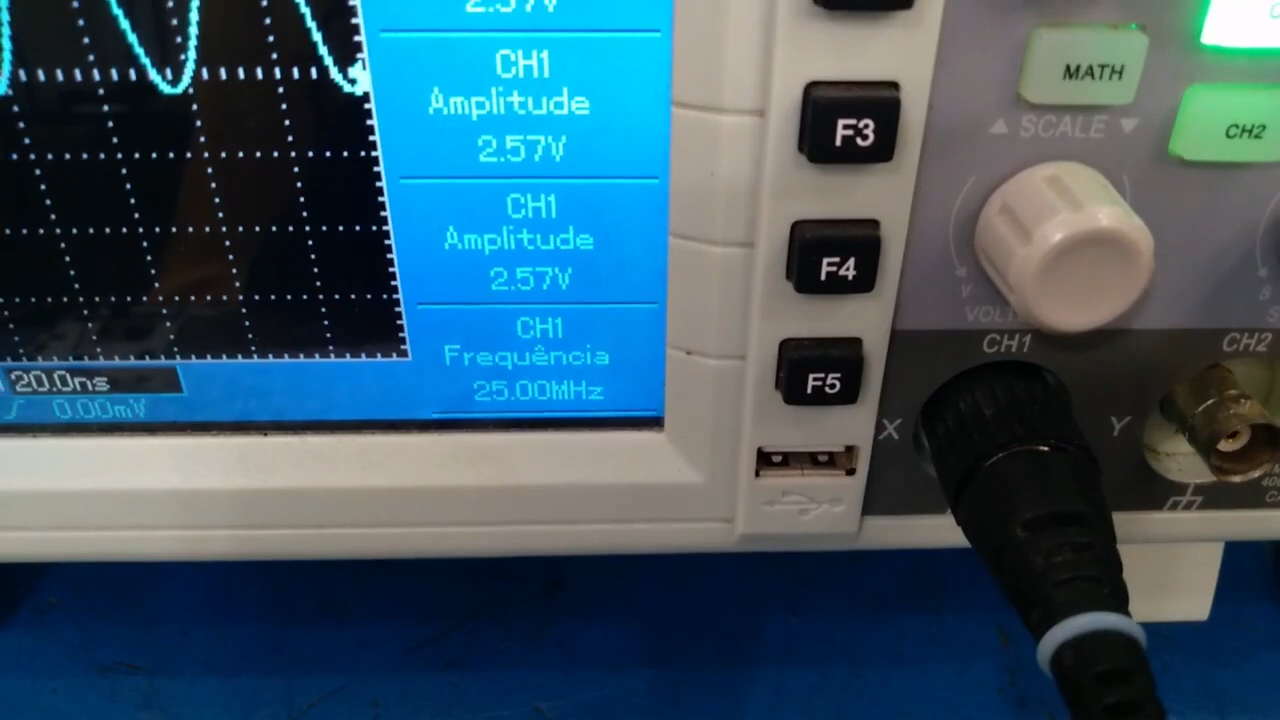 2.57V
CH1
Amplitude
2.57V
CH1
Amplitude
2.57V
CH1
Frequência
25.00MHz
20.0ns
0.00mV
F3
F4
F5
MATH
CH2
SCALE
V
CH1
CH2
X
Y